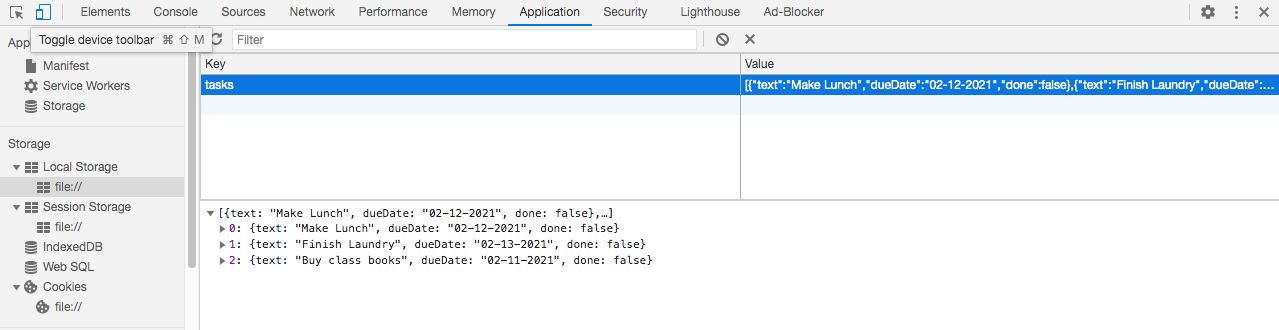 Elements Console Sources Network Performance Memory Application Security Lighthouse Ad-Blocker
Toggle device toolbar ⌘ ⇧ M
App
Filter
Manifest
Service Workers
Storage
Storage
Local Storage
file://
Session Storage
file://
IndexedDB
Web SQL
Cookies
file://
Key Value
tasks [{"text":"Make Lunch","dueDate":"02-12-2021","done":false},{"text":"Finish Laundry","dueDate":…
[{text: "Make Lunch", dueDate: "02-12-2021", done: false},…]
0: {text: "Make Lunch", dueDate: "02-12-2021", done: false}
1: {text: "Finish Laundry", dueDate: "02-13-2021", done: false}
2: {text: "Buy class books", dueDate: "02-11-2021", done: false}